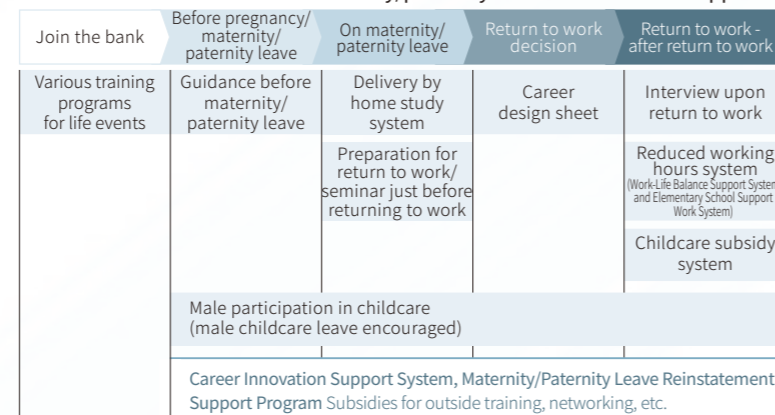 Join the bank
Before pregnancy/
maternity/
paternity leave
On maternity/
paternity leave
Return to work
decision
Return to work -
after return to work
Various training
programs
for life events
Guidance before
maternity/
paternity leave
Delivery by
home study
system
Career
design sheet
Interview upon
return to work
Preparation for
return to work/
seminar just before
returning to work
Reduced working
hours system
(Work-Life Balance Support System
and Elementary School Support
Work System)
Childcare subsidy
system
Male participation in childcare
(male childcare leave encouraged)
Career Innovation Support System, Maternity/Paternity Leave Reinstatement
Support Program Subsidies for outside training, networking, etc.